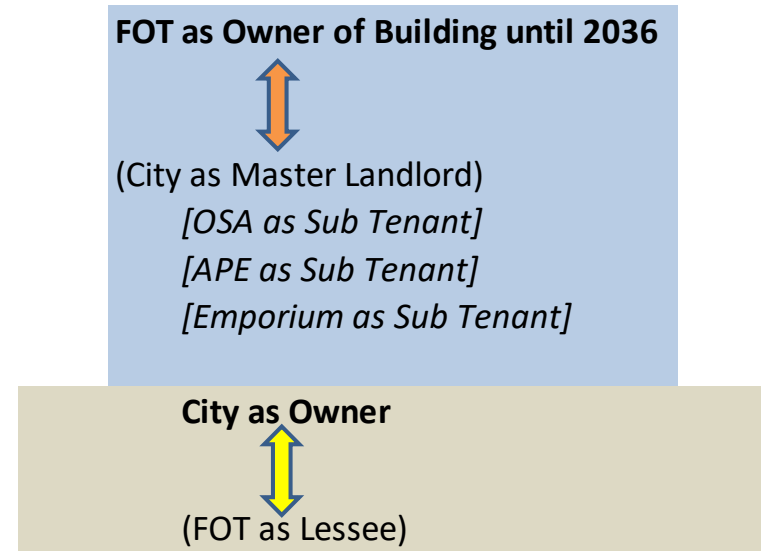 FOT as Owner of Building until 2036
(City as Master Landlord)
[OSA as Sub Tenant]
[APE as Sub Tenant]
[Emporium as Sub Tenant]
City as Owner
(FOT as Lessee)